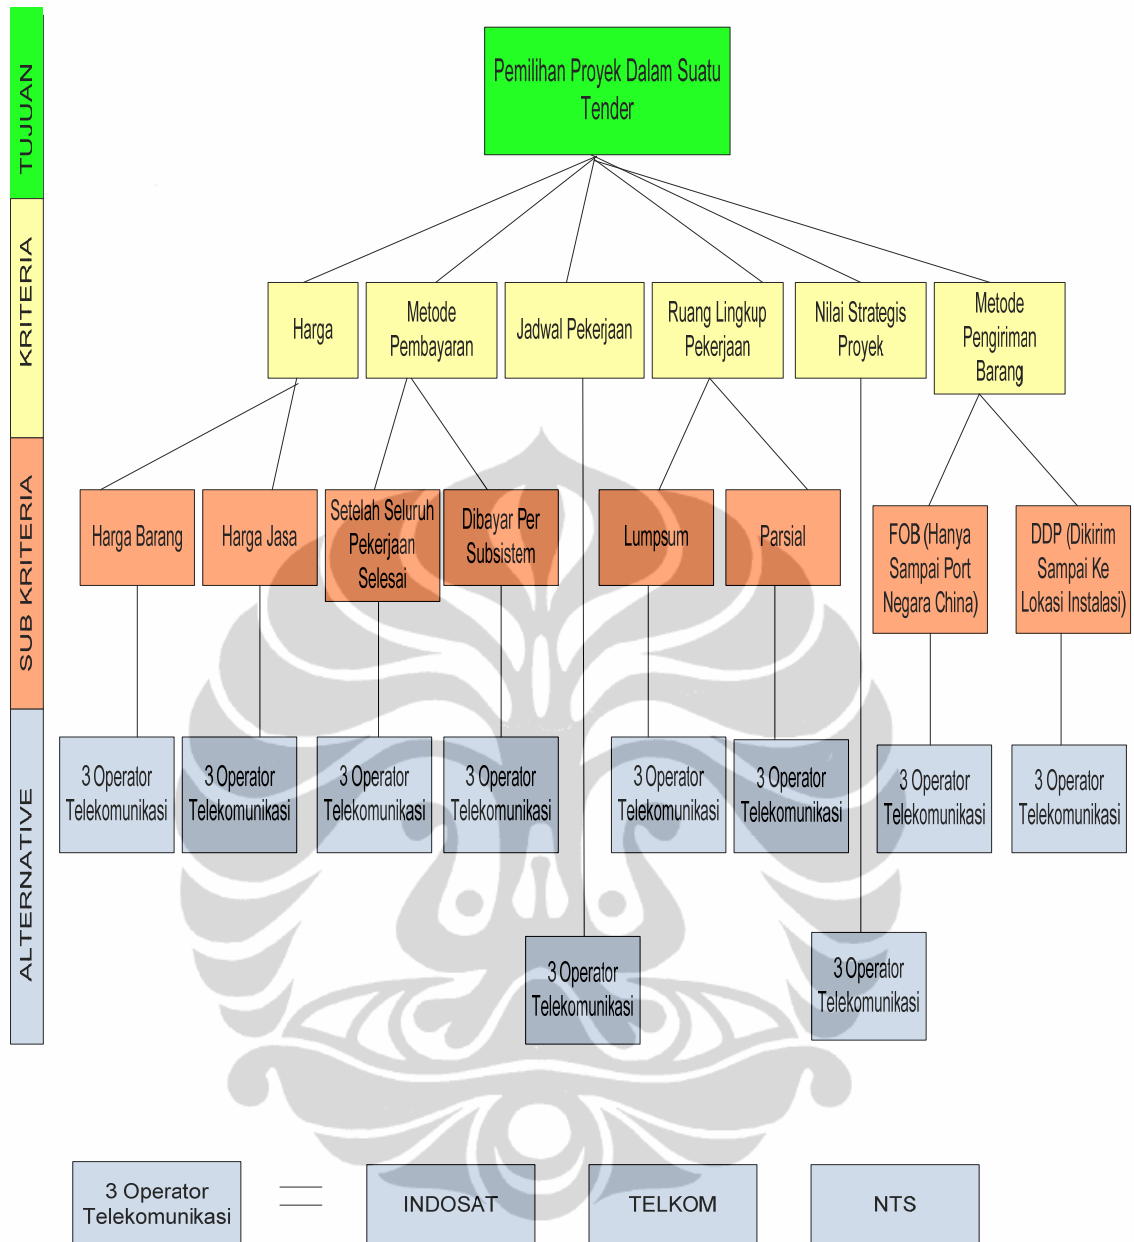 TUJUAN
Pemilihan Proyek Dalam Suatu
Tender
KRITERIA
Harga
Metode
Pembayaran
Jadwal Pekerjaan
Ruang Lingkup
Pekerjaan
Nilai Strategis
Proyek
Metode
Pengiriman
Barang
SUB KRITERIA
Harga Barang
Harga Jasa
Setelah Seluruh
Pekerjaan
Selesai
Dibayar Per
Subsistem
Lumpsum
Parsial
FOB (Hanya
Sampai Port
Negara China)
DDP (Dikirim
Sampai Ke
Lokasi Instalasi)
ALTERNATIVE
3 Operator
Telekomunikasi
3 Operator
Telekomunikasi
3 Operator
Telekomunikasi
3 Operator
Telekomunikasi
3 Operator
Telekomunikasi
3 Operator
Telekomunikasi
3 Operator
Telekomunikasi
3 Operator
Telekomunikasi
3 Operator
Telekomunikasi
3 Operator
Telekomunikasi
3 Operator
Telekomunikasi
INDOSAT
TELKOM
NTS